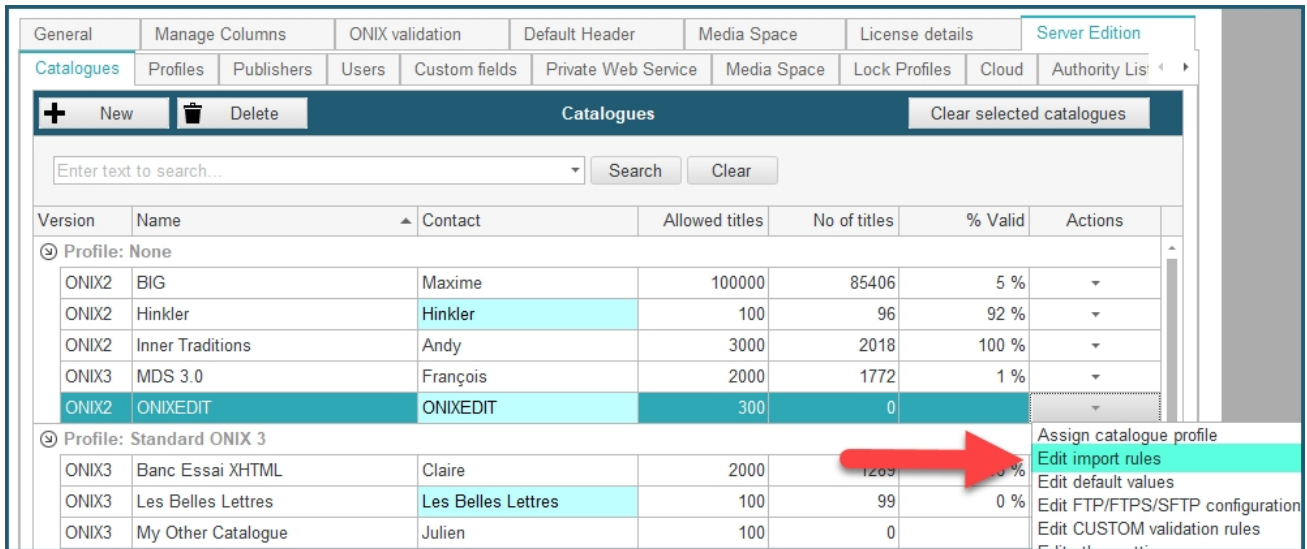 General Manage Columns ONIX validation Default Header Media Space License details Server Edition
Catalogues Profiles Publishers Users Custom fields Private Web Service Media Space Lock Profiles Cloud Authority
New Delete Catalogues Clear selected catalogues
Enter text to search... Search Clear
Version Name Contact Allowed titles No of titles % Valid Actions
Profile: None
ONIX2 BIG Maxime 100000 85406 5 %
ONIX2 Hinkler Hinkler 100 96 92 %
ONIX2 Inner Traditions Andy 3000 2018 100 %
ONIX3 MDS 3.0 François 2000 1772 1 %
ONIX2 ONIXEDIT ONIXEDIT 300 0
Profile: Standard ONIX 3
Assign catalogue profile
ONIX3 Banc Essai XHTML Claire 2000 1289 %
Edit import rules
Edit default values
ONIX3 Les Belles Lettres Les Belles Lettres 100 99 0 %
Edit FTP/FTPS/SFTP configuration
ONIX3 My Other Catalogue Julien 100 0
Edit CUSTOM validation rules